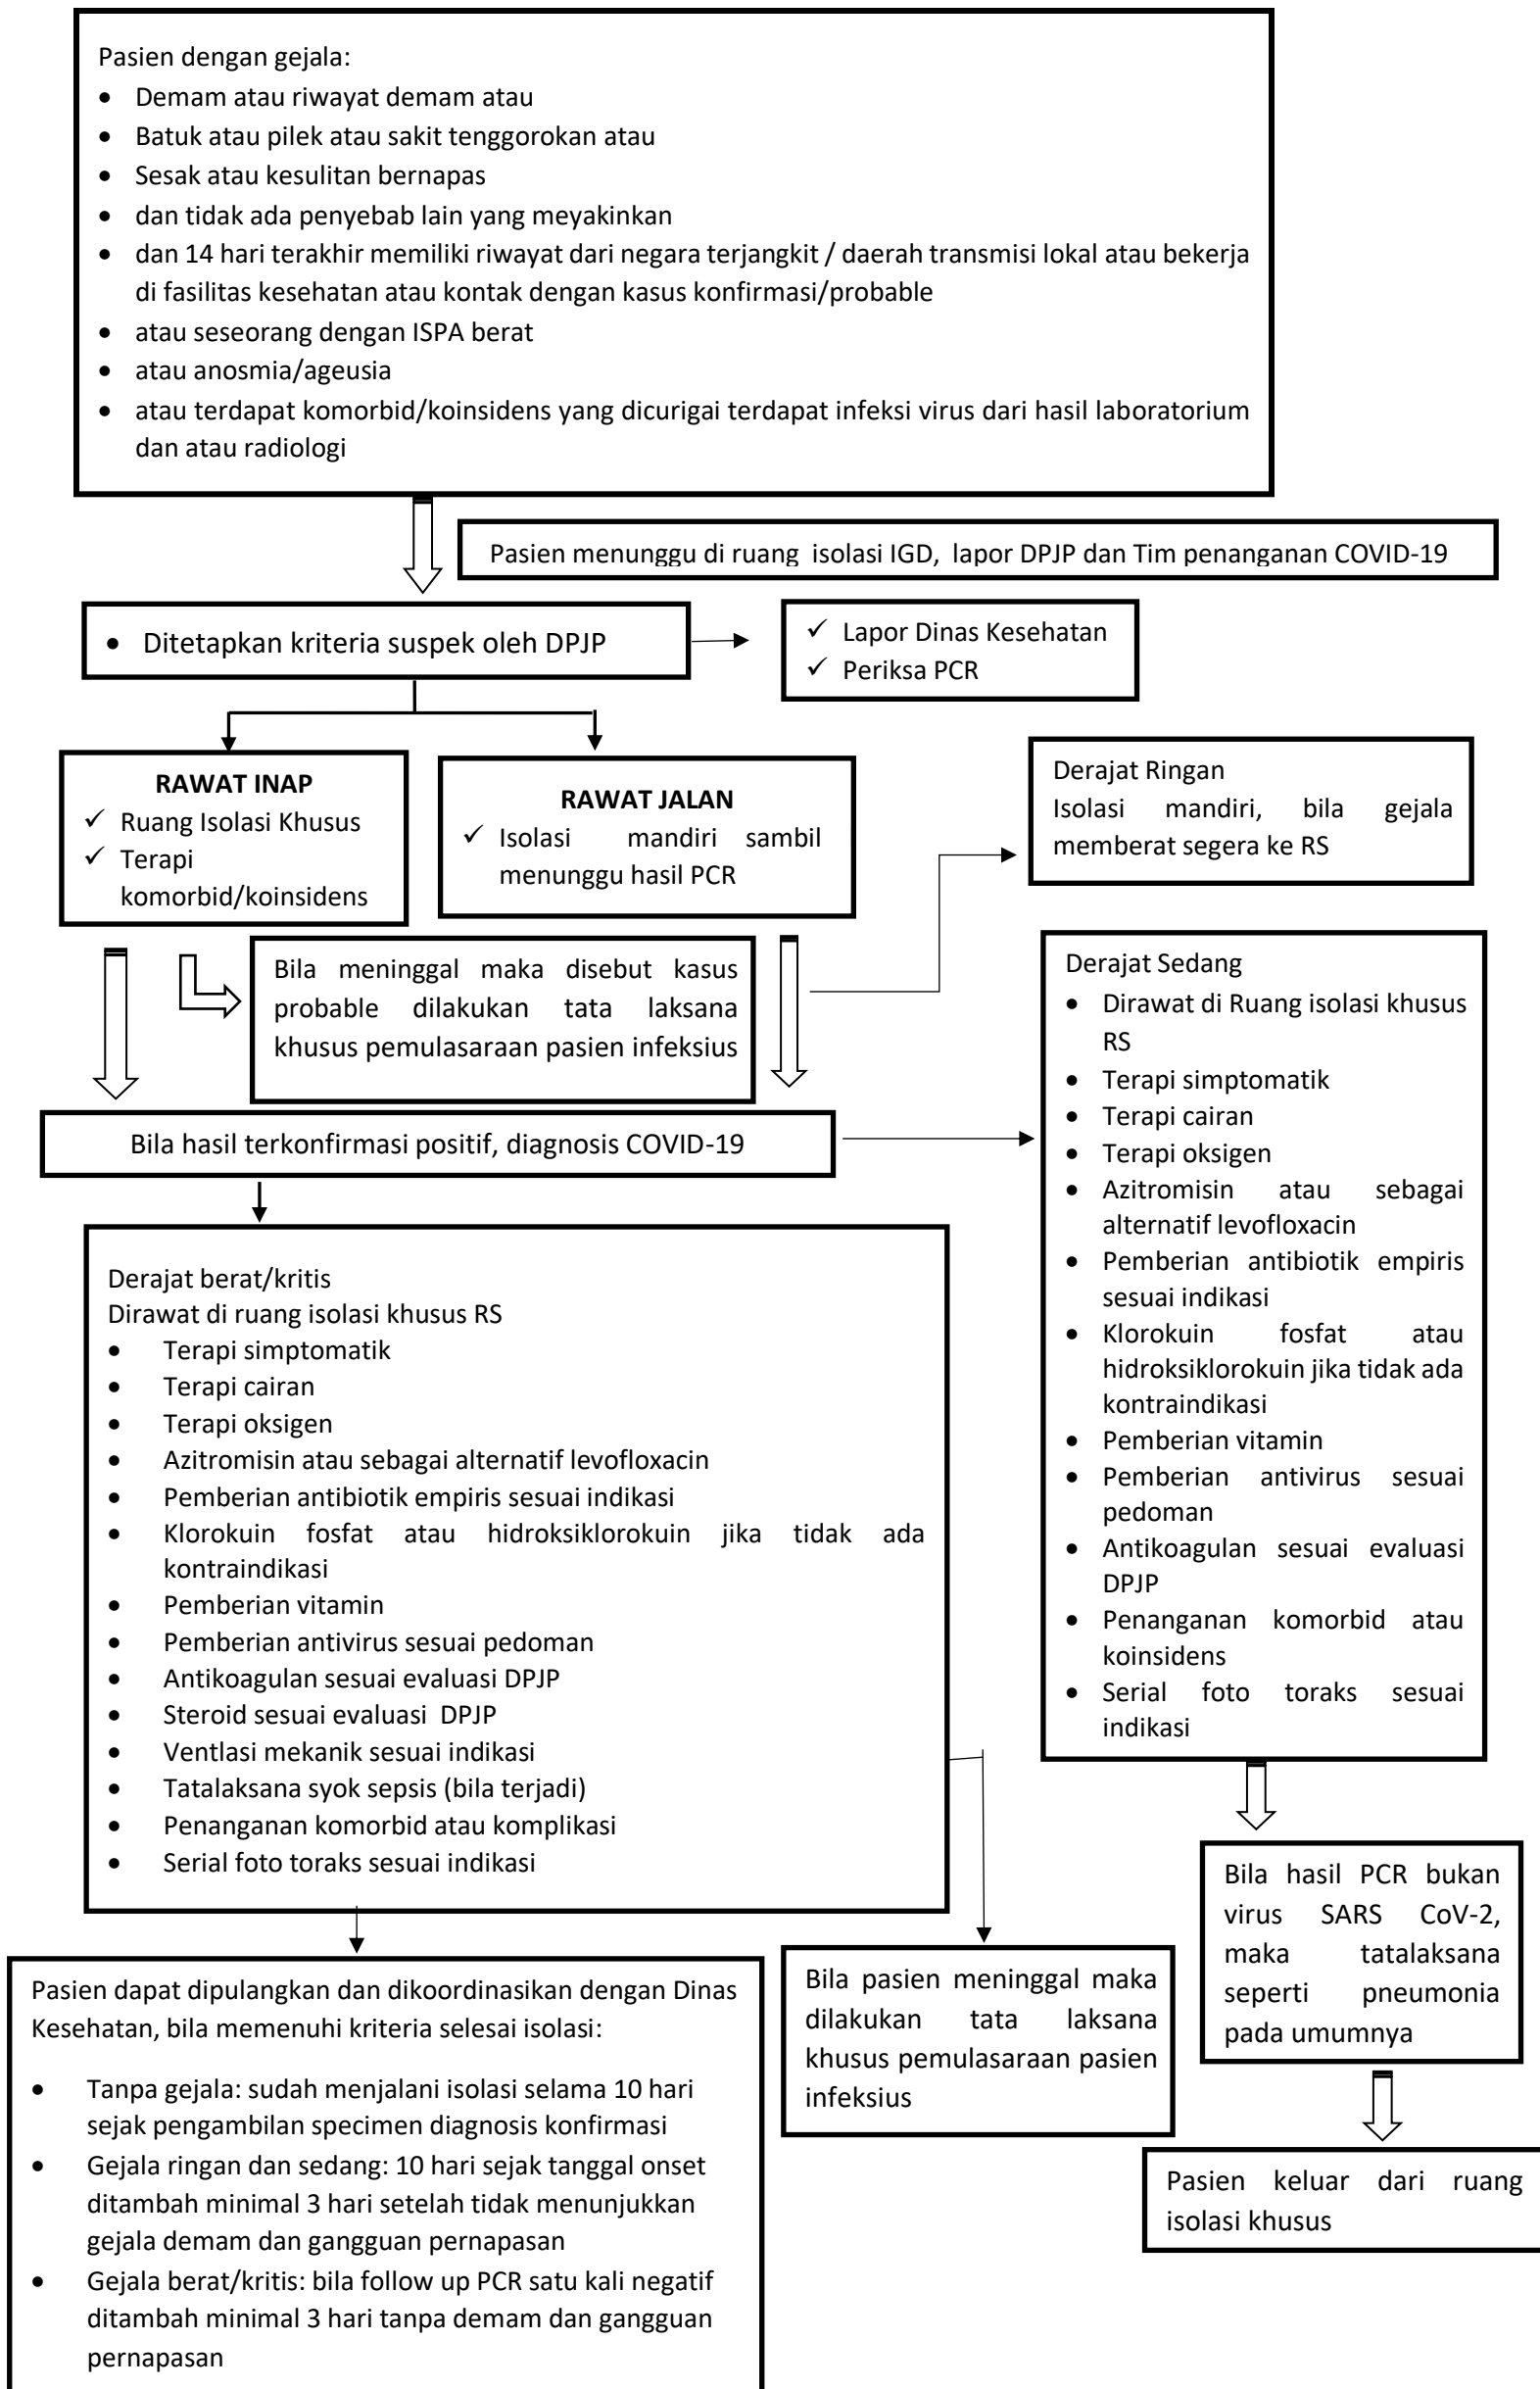 Pasien dengan gejala:
• Demam atau riwayat demam atau
• Batuk atau pilek atau sakit tenggorokan atau
• Sesak atau kesulitan bernapas
• dan tidak ada penyebab lain yang meyakinkan
• dan 14 hari terakhir memiliki riwayat dari negara terjangkit / daerah transmisi lokal atau bekerja
di fasilitas kesehatan atau kontak dengan kasus konfirmasi/probable
• atau seseorang dengan ISPA berat
• atau anosmia/ageusia
• atau terdapat komorbid/koinsidens yang dicurigai terdapat infeksi virus dari hasil laboratorium
dan atau radiologi
Pasien menunggu di ruang isolasi IGD, lapor DPJP dan Tim penanganan COVID-19
• Ditetapkan kriteria suspek oleh DPJP
✓ Lapor Dinas Kesehatan
✓ Periksa PCR
RAWAT INAP
✓ Ruang Isolasi Khusus
✓ Terapi
komorbid/koinsidens
RAWAT JALAN
✓ Isolasi mandiri sambil
menunggu hasil PCR
Derajat Ringan
Isolasi mandiri, bila gejala
memberat segera ke RS
Bila meninggal maka disebut kasus
probable dilakukan tata laksana
khusus pemulasaraan pasien infeksius
Bila hasil terkonfirmasi positif, diagnosis COVID-19
Derajat Sedang
• Dirawat di Ruang isolasi khusus
RS
• Terapi simptomatik
• Terapi cairan
• Terapi oksigen
• Azitromisin atau sebagai
alternatif levofloxacin
• Pemberian antibiotik empiris
sesuai indikasi
• Klorokuin fosfat atau
hidroksiklorokuin jika tidak ada
kontraindikasi
• Pemberian vitamin
• Pemberian antivirus sesuai
pedoman
• Antikoagulan sesuai evaluasi
DPJP
• Penanganan komorbid atau
koinsidens
• Serial foto toraks sesuai
indikasi
Derajat berat/kritis
Dirawat di ruang isolasi khusus RS
• Terapi simptomatik
• Terapi cairan
• Terapi oksigen
• Azitromisin atau sebagai alternatif levofloxacin
• Pemberian antibiotik empiris sesuai indikasi
• Klorokuin fosfat atau hidroksiklorokuin jika tidak ada
kontraindikasi
• Pemberian vitamin
• Pemberian antivirus sesuai pedoman
• Antikoagulan sesuai evaluasi DPJP
• Steroid sesuai evaluasi DPJP
• Ventlasi mekanik sesuai indikasi
• Tatalaksana syok sepsis (bila terjadi)
• Penanganan komorbid atau komplikasi
• Serial foto toraks sesuai indikasi
Bila hasil PCR bukan
virus SARS CoV-2,
maka tatalaksana
seperti pneumonia
pada umumnya
Pasien dapat dipulangkan dan dikoordinasikan dengan Dinas
Kesehatan, bila memenuhi kriteria selesai isolasi:
• Tanpa gejala: sudah menjalani isolasi selama 10 hari
sejak pengambilan specimen diagnosis konfirmasi
• Gejala ringan dan sedang: 10 hari sejak tanggal onset
ditambah minimal 3 hari setelah tidak menunjukkan
gejala demam dan gangguan pernapasan
• Gejala berat/kritis: bila follow up PCR satu kali negatif
ditambah minimal 3 hari tanpa demam dan gangguan
pernapasan
Bila pasien meninggal maka
dilakukan tata laksana
khusus pemulasaraan pasien
infeksius
Pasien keluar dari ruang
isolasi khusus